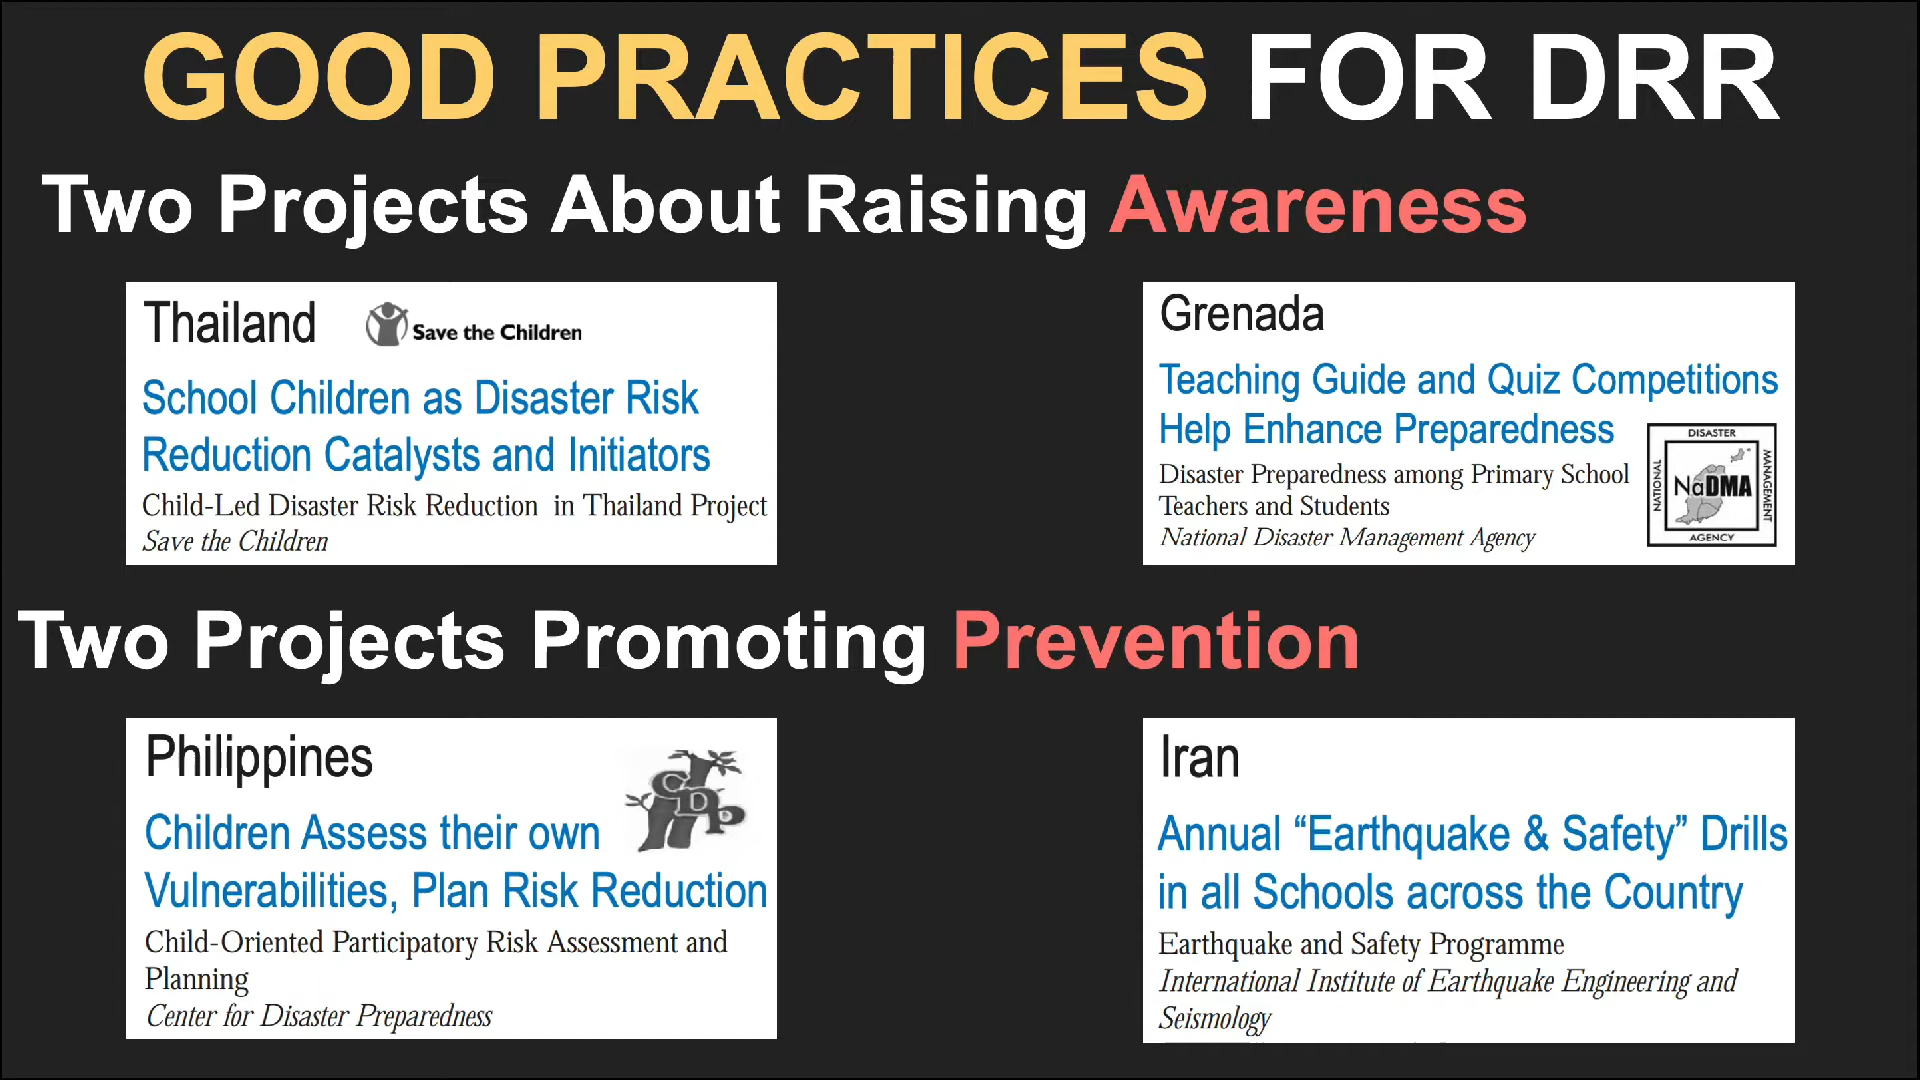 GOOD PRACTICES FOR DRR
Two Projects About Raising Awareness
Thailand
Save the Children
School Children as Disaster Risk
Reduction Catalysts and Initiators
Child-Led Disaster Risk Reduction in Thailand Project
Save the Children
Grenada
Teaching Guide and Quiz Competitions
Help Enhance Preparedness
Disaster Preparedness among Primary School
Teachers and Students
National Disaster Management Agency
DISASTER
NATIONAL
NaDMA
MANAGEMENT
AGENCY
Two Projects Promoting Prevention
Philippines
CDP
Children Assess their own
Vulnerabilities, Plan Risk Reduction
Child-Oriented Participatory Risk Assessment and
Planning
Center for Disaster Preparedness
Iran
Annual “Earthquake & Safety” Drills
in all Schools across the Country
Earthquake and Safety Programme
International Institute of Earthquake Engineering and
Seismology